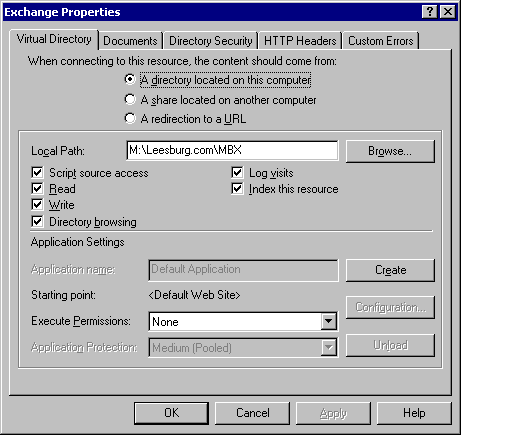 Exchange Properties
Virtual Directory Documents Directory Security HTTP Headers Custom Errors
When connecting to this resource, the content should come from:
A directory located on this computer
A share located on another computer
A redirection to a URL
Local Path: M:\Leesburg.com\MBX Browse...
Script source access Log visits
Read Index this resource
Write
Directory browsing
Application Settings
Application name: Default Application Create
Starting point: <Default Web Site> Configuration...
Execute Permissions: None
Application Protection: Medium (Pooled) Unload
OK Cancel Apply Help